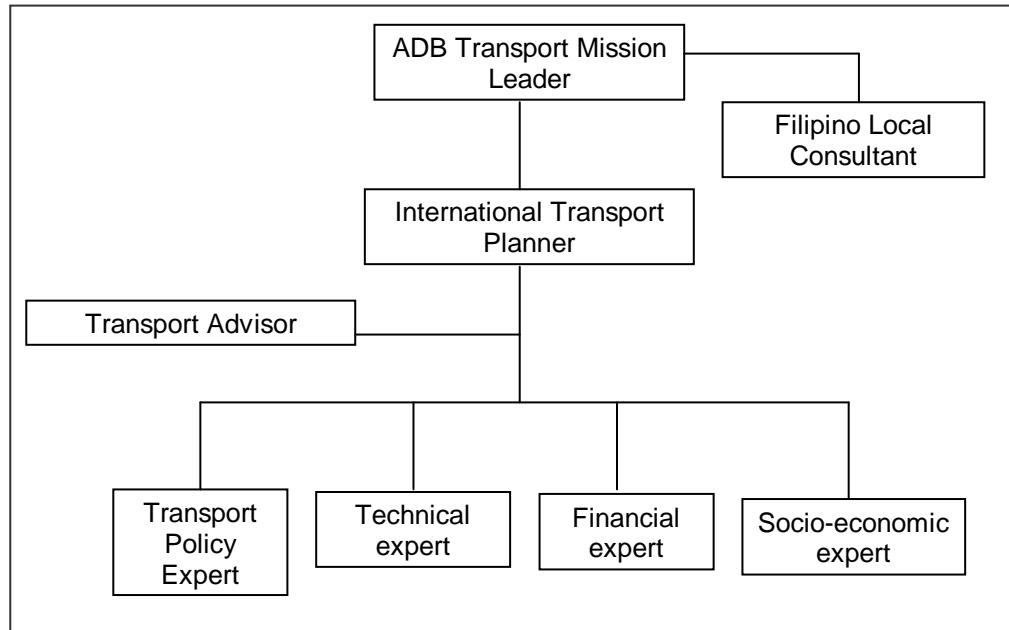 ADB Transport Mission
Leader
Filipino Local
Consultant
International Transport
Planner
Transport Advisor
Transport
Policy
Expert
Technical
expert
Financial
expert
Socio-economic
expert